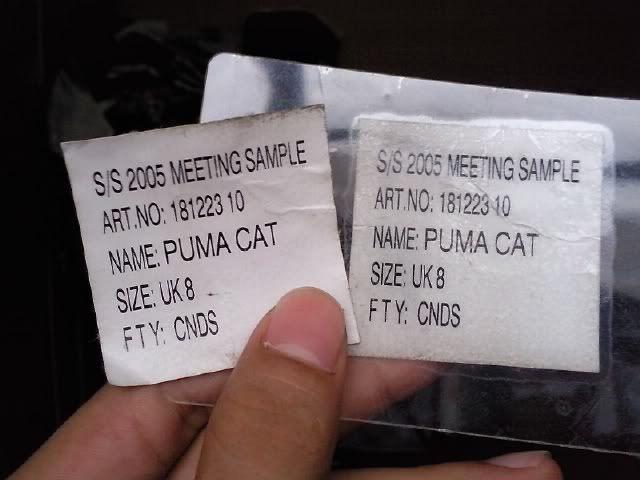 S/S 2005 MEETING SAMPLE
ART.NO: 181223 10
NAME: PUMA CAT
SIZE: UK 8
FTY: CNDS
S/S 2005 MEETING SAMPLE
ART.NO: 181223 10
NAME: PUMA CAT
SIZE: UK 8
FTY: CNDS